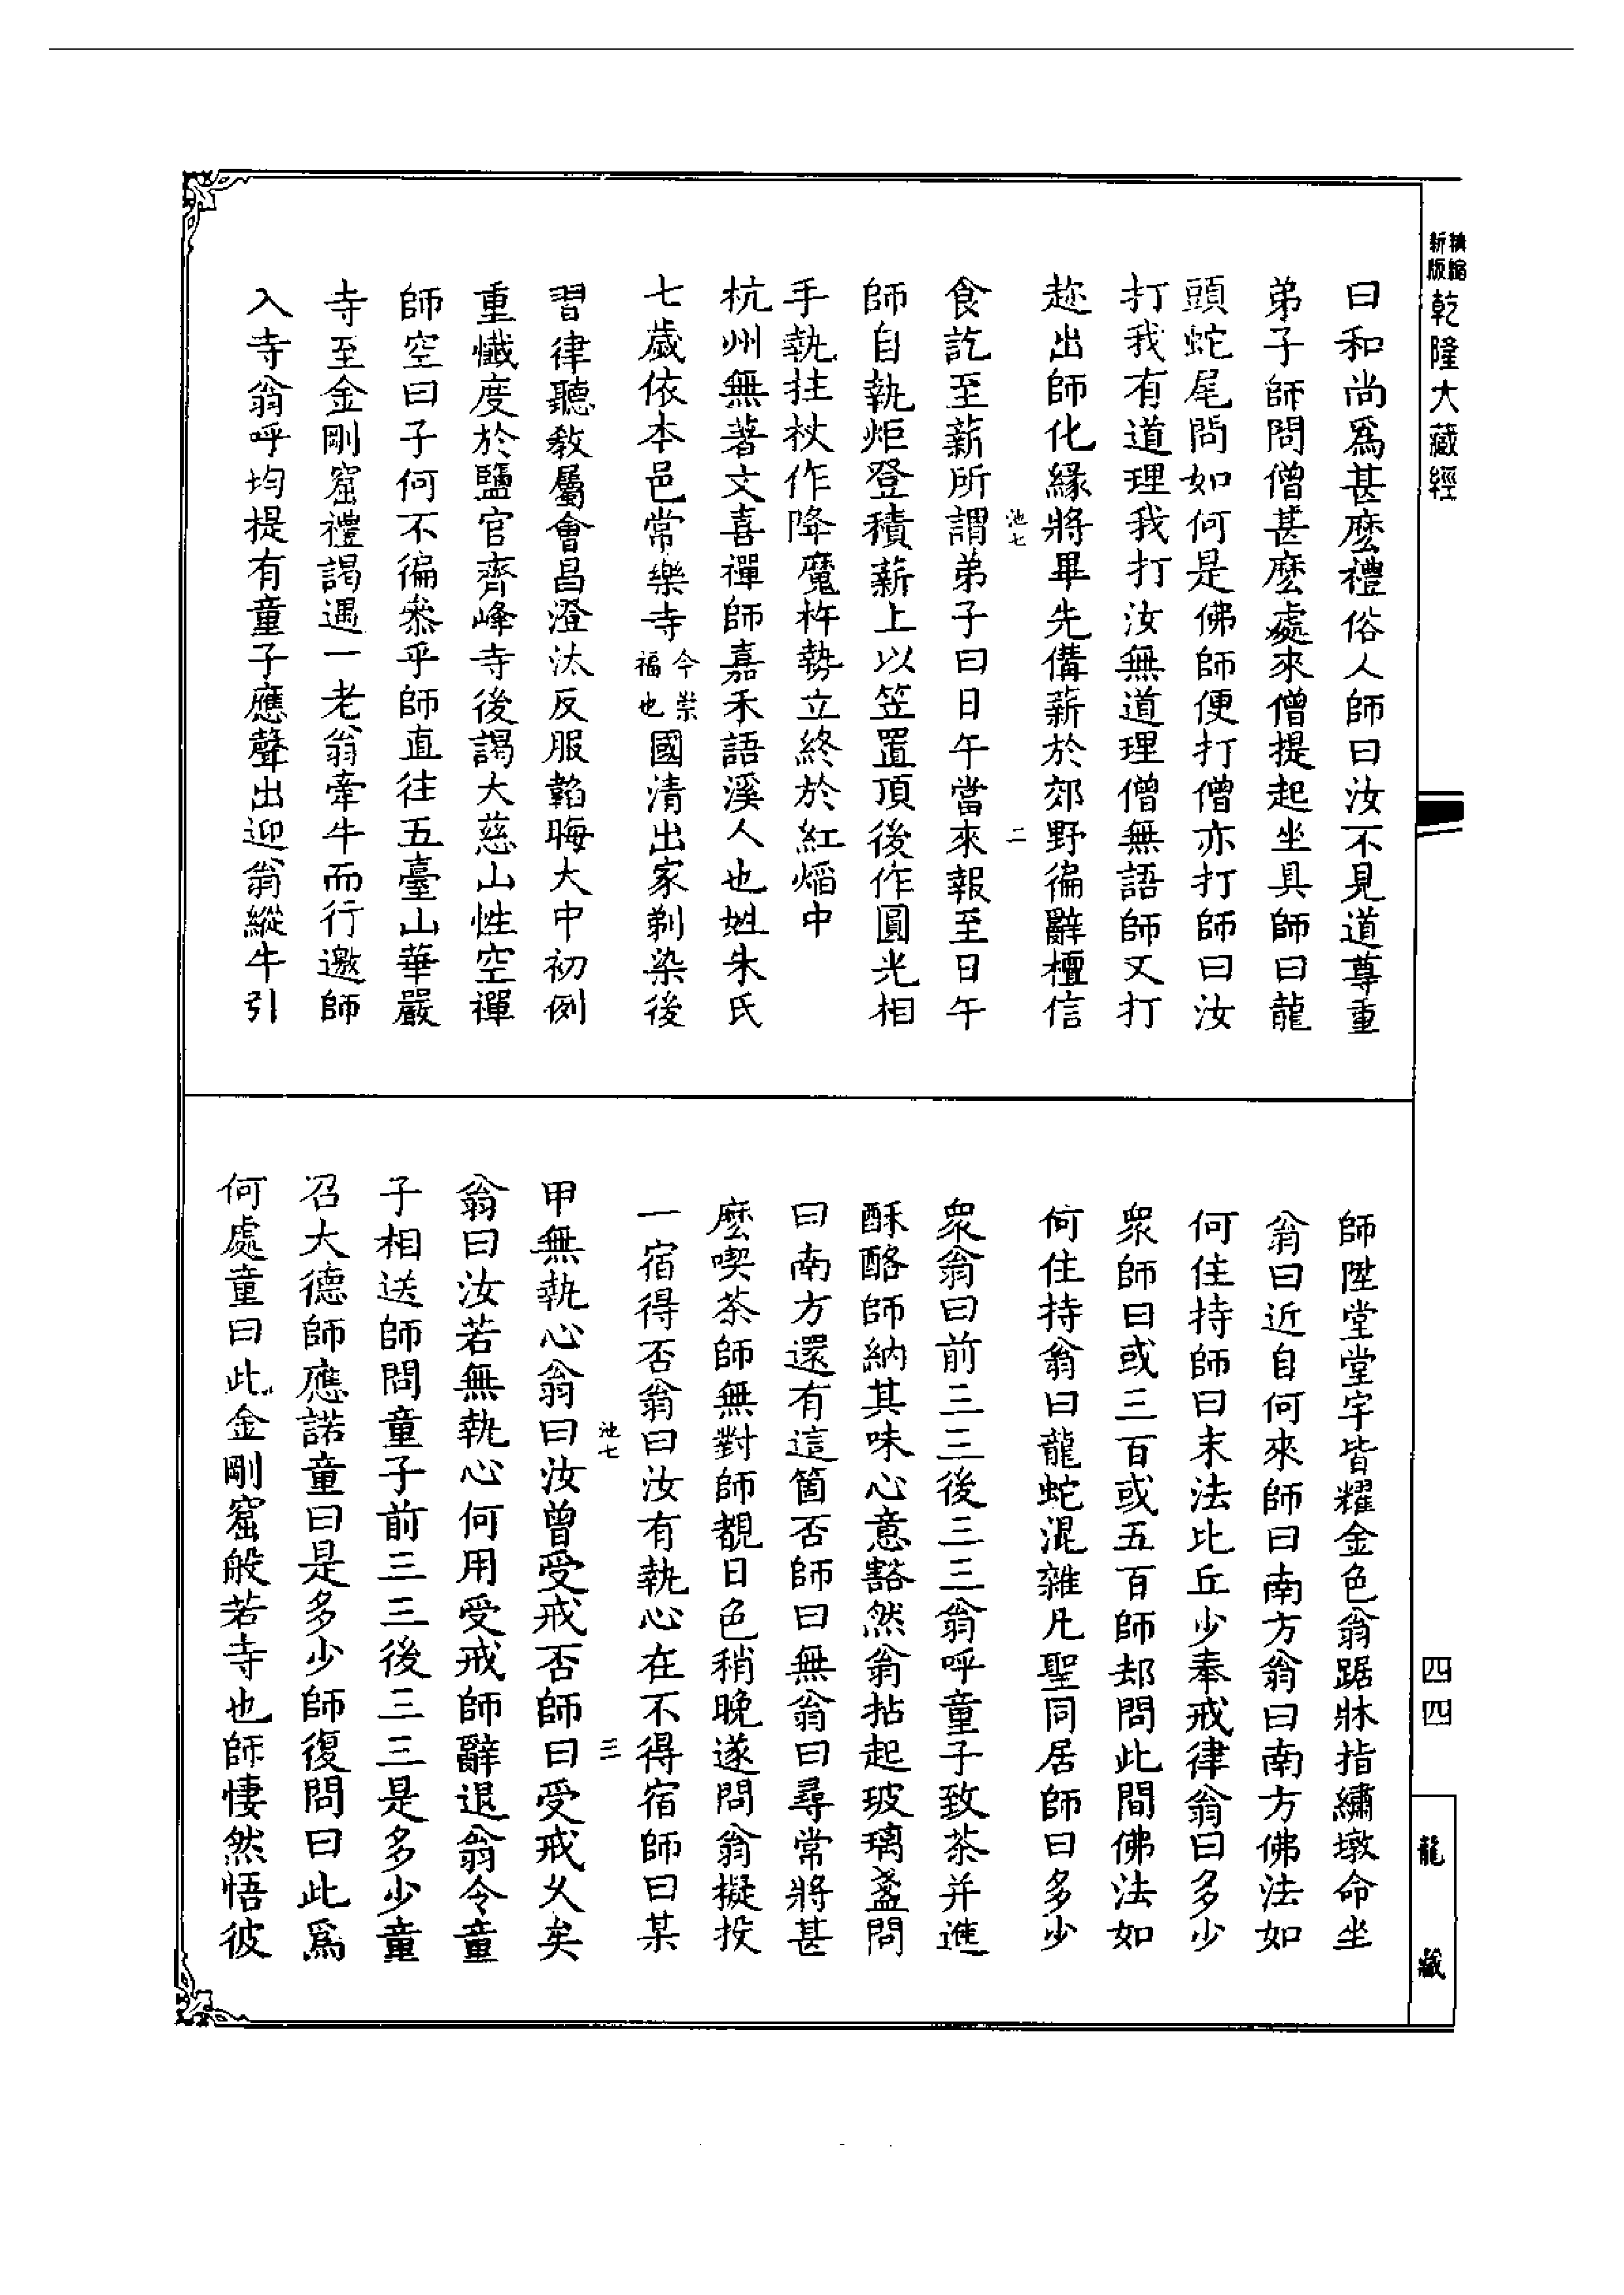 新版精縮乾隆大藏經
曰和尚爲甚麽禮俗人師曰汝不見道尊重
弟子師問僧甚麽處來僧提起坐具師曰龍
頭蛇尾問如何是佛師便打僧亦打師曰汝
打我有道理我打汝無道理僧無語師又打
趂出師化緣將畢先備薪於郊野徧辭檀信
池七 二
食訖至薪所謂弟子曰日午當來報至日午
師自執炬登積薪上以笠置頂後作圓光相
手執拄杖作降魔杵勢立終於紅焰中
杭州無著文喜禪師嘉禾語溪人也姓朱氏
七歲依本邑常樂寺今崇福也國清出家剃染後
習律聽敎屬會昌澄汰反服韜晦大中初例
重懺度於鹽官齊峰寺後謁大慈山性空禪
師空曰子何不徧叅乎師直往五臺山華嚴
寺至金剛窟禮謁遇一老翁牽牛而行邀師
入寺翁呼均提有童子應聲出迎翁縱牛引
師陞堂堂宇皆耀金色翁踞牀指繡墩命坐
翁曰近自何來師曰南方翁曰南方佛法如
何住持師曰末法比丘少奉戒律翁曰多少
衆師曰或三百或五百師却問此間佛法如
何住持翁曰龍蛇混雜凡聖同居師曰多少
衆翁曰前三三後三三翁呼童子致茶并進
酥酪師納其味心意豁然翁拈起玻璃盞問
曰南方還有這箇否師曰無翁曰尋常將甚
麽喫茶師無對師覩日色稍晚遂問翁擬投
一宿得否翁曰汝有執心在不得宿師曰某
池七 三
甲無執心翁曰汝曾受戒否師曰受戒久矣
翁曰汝若無執心何用受戒師辭退翁令童
子相送師問童子前三三後三三是多少童
召大德師應諾童曰是多少師復問曰此爲
何處童曰此金剛窟般若寺也師悽然悟彼
四四
龍藏